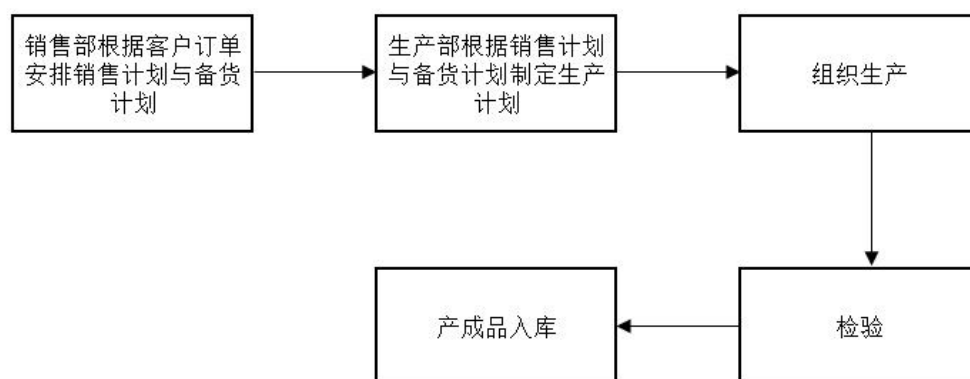 销售部根据客户订单
安排销售计划与备货
计划
生产部根据销售计划
与备货计划制定生产
计划
组织生产
检验
产成品入库